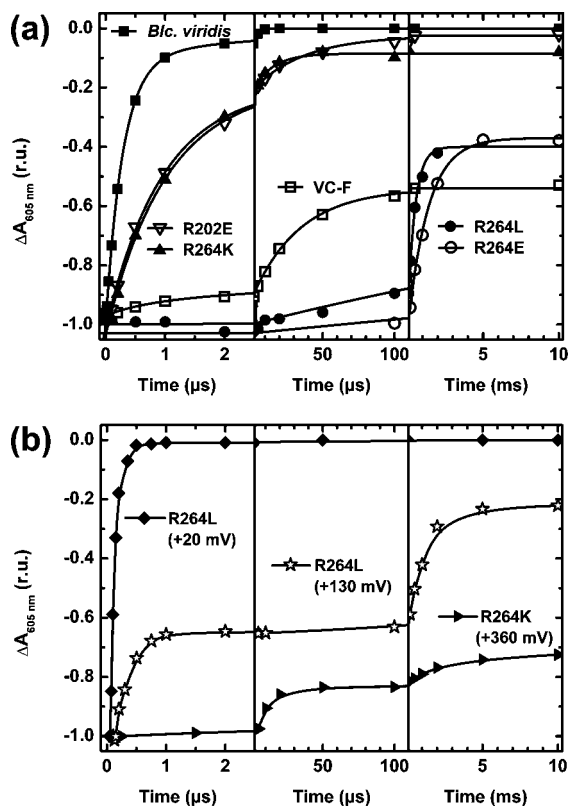 (a)
0.0
-0.2
-0.4
-0.6
-0.8
-1.0
ΔA605 nm (r.u.)
Blc. viridis
R202E
R264K
VC-F
R264L
R264E
0 1 2 50 100 5 10
Time (µs) Time (µs) Time (ms)
(b)
0.0
-0.2
-0.4
-0.6
-0.8
-1.0
ΔA605 nm (r.u.)
R264L
(+20 mV)
R264L
(+130 mV)
R264K
(+360 mV)
0 1 2 50 100 5 10
Time (µs) Time (µs) Time (ms)